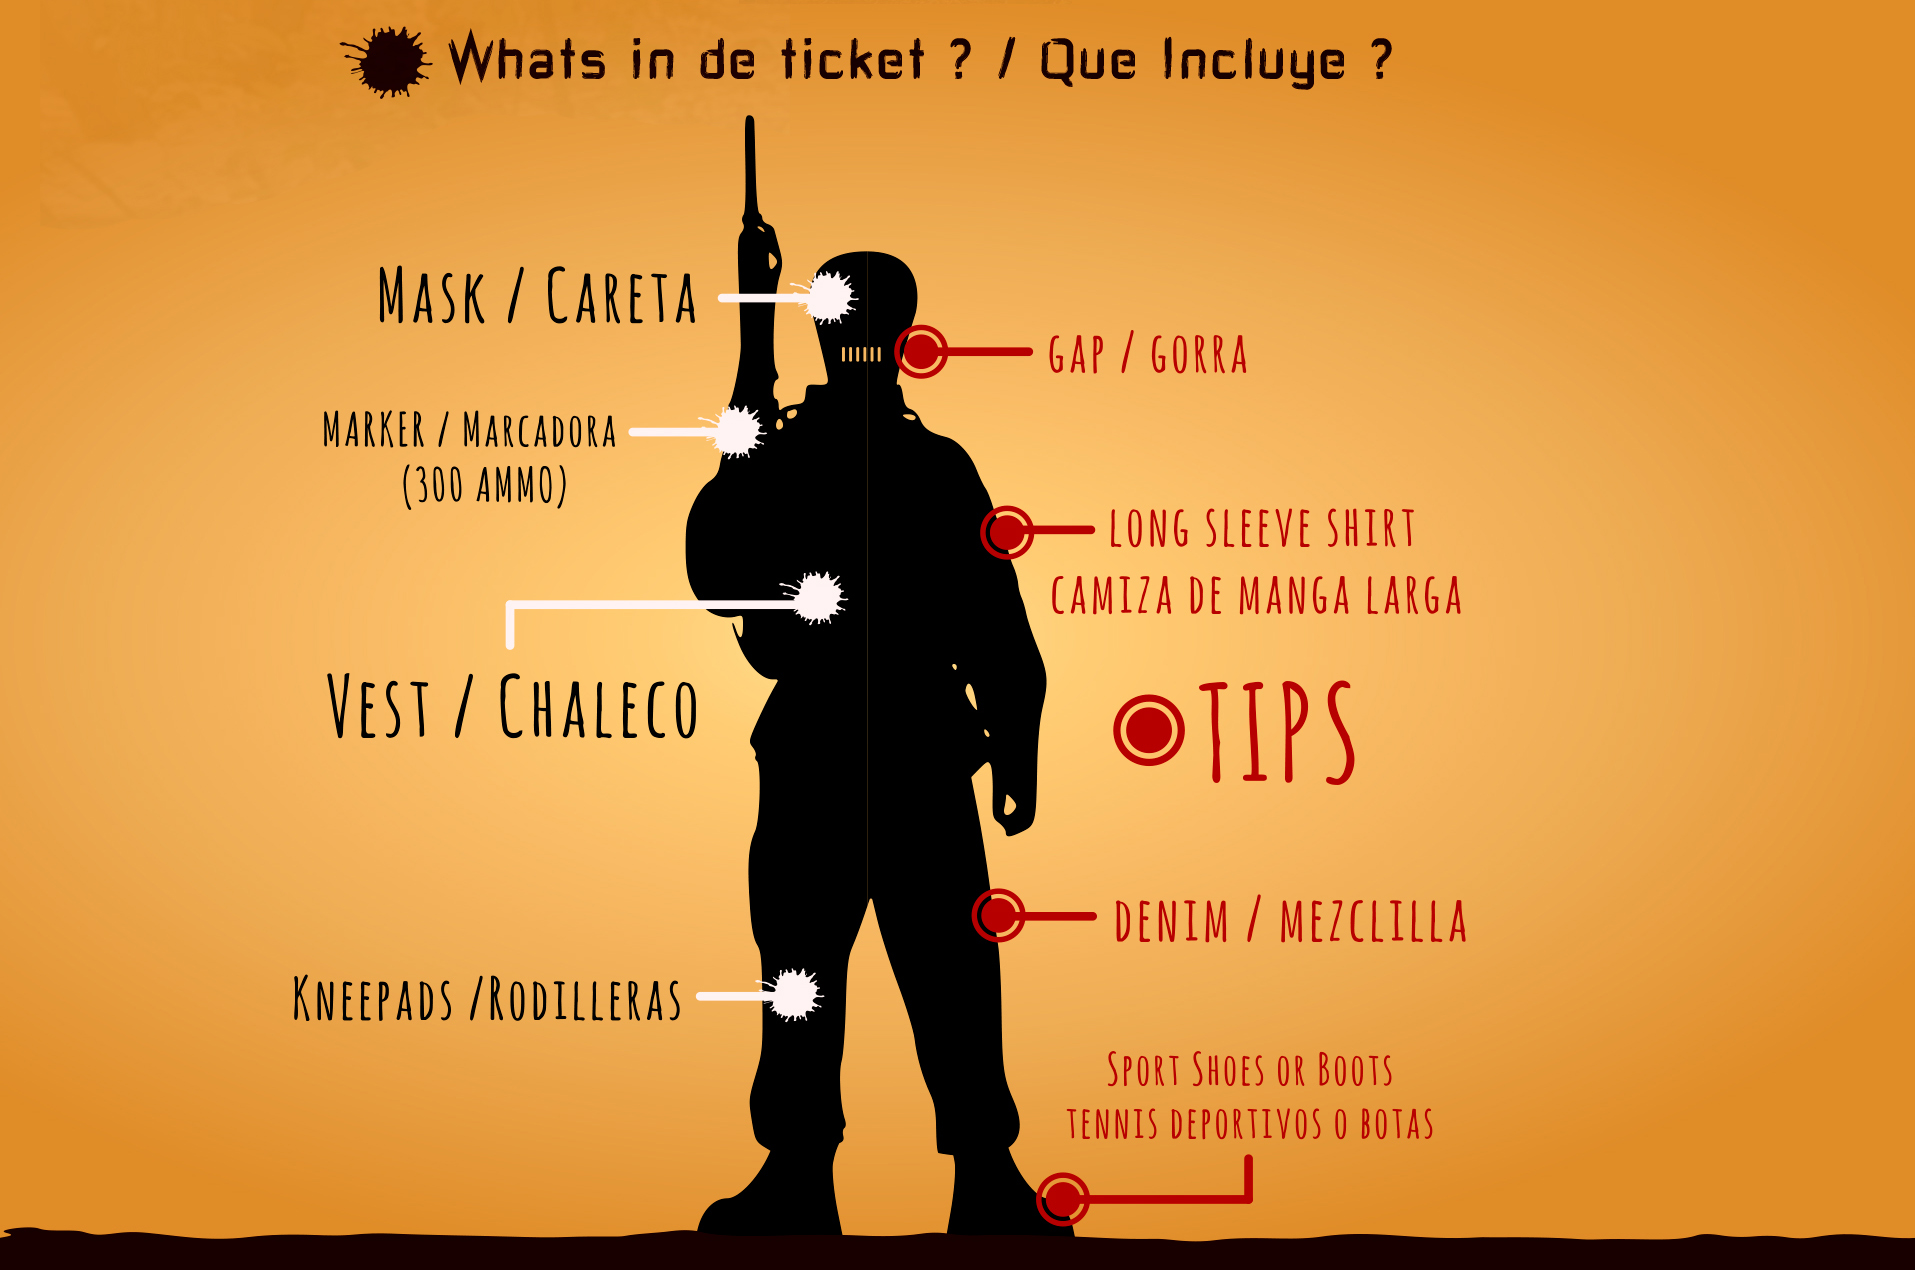 Whats in de ticket ? / Que Incluye ?
Mask / Careta
GAP / GORRA
MARKER / Marcadora
(300 AMMO)
LONG SLEEVE SHIRT
CAMIZA DE MANGA LARGA
Vest / Chaleco
TIPS
DENIM / MEZCLILLA
Kneepads /Rodilleras
Sport Shoes or Boots
TENNIS DEPORTIVOS O BOTAS